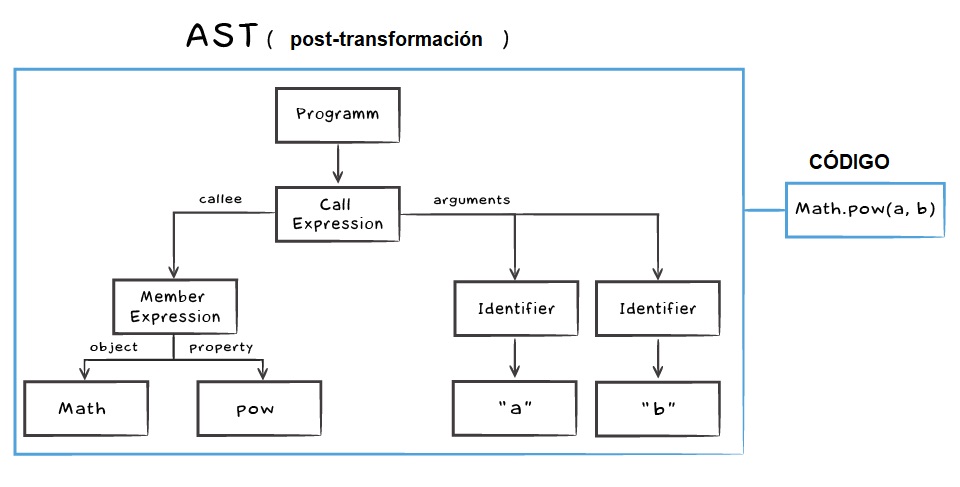 AST ( post-transformación )
Programm
CÓDIGO
callee
Call
Expression
arguments
Math.pow(a, b)
Member
Expression
Identifier
Identifier
object
property
Math
pow
"a"
"b"